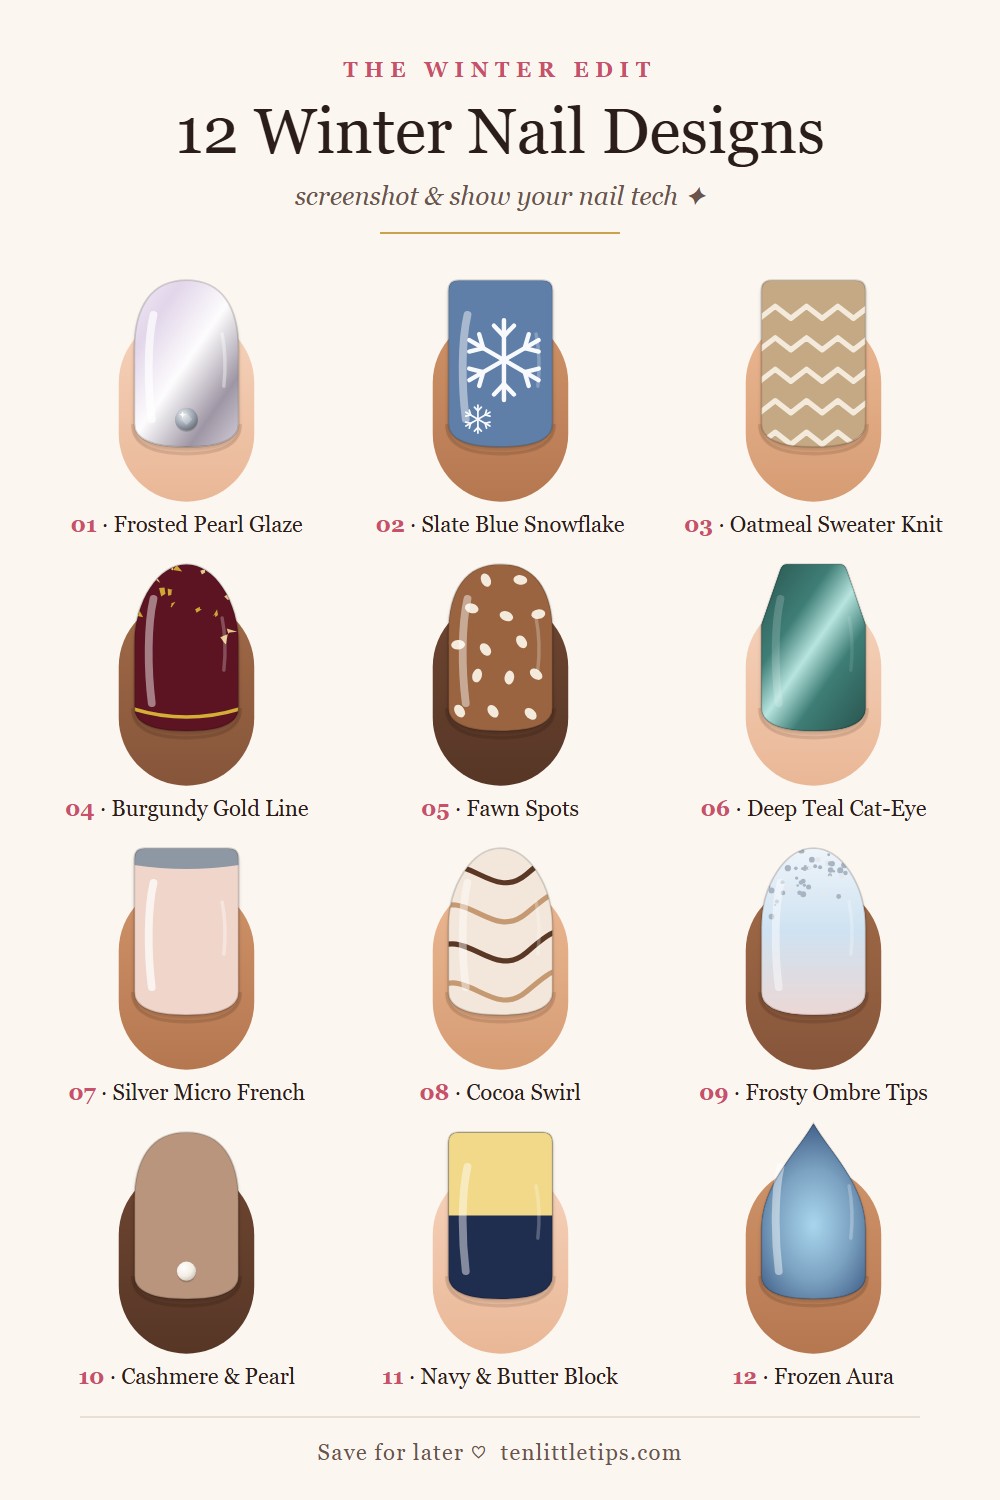 THE WINTER EDIT
12 Winter Nail Designs
screenshot & show your nail tech ✦
01 · Frosted Pearl Glaze
02 · Slate Blue Snowflake
03 · Oatmeal Sweater Knit
04 · Burgundy Gold Line
05 · Fawn Spots
06 · Deep Teal Cat-Eye
07 · Silver Micro French
08 · Cocoa Swirl
09 · Frosty Ombre Tips
10 · Cashmere & Pearl
11 · Navy & Butter Block
12 · Frozen Aura
Save for later ♡ tenlittletips.com